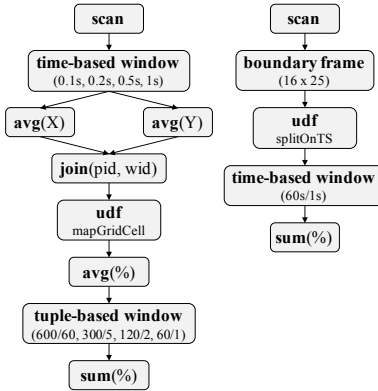 scan
time-based window
(0.1s, 0.2s, 0.5s, 1s)
avg(X)
avg(Y)
join(pid, wid)
udf
mapGridCell
avg(%)
tuple-based window
(600/60, 300/5, 120/2, 60/1)
sum(%)
scan
boundary frame
(16 x 25)
udf
splitOnTS
time-based window
(60s/1s)
sum(%)